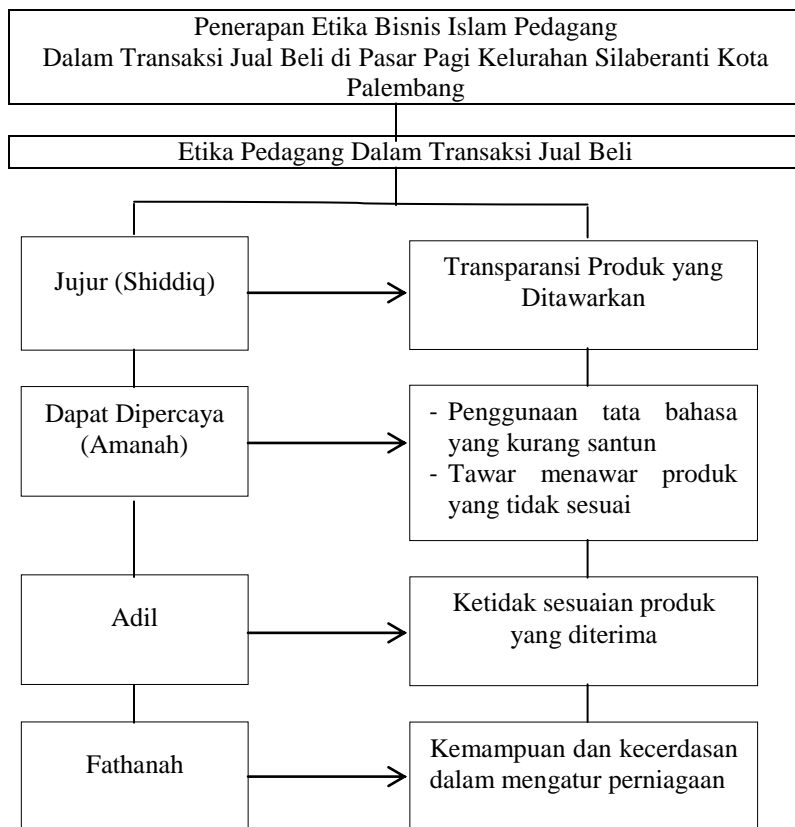 Penerapan Etika Bisnis Islam Pedagang
Dalam Transaksi Jual Beli di Pasar Pagi Kelurahan Silaberanti Kota
Palembang
Etika Pedagang Dalam Transaksi Jual Beli
Jujur (Shiddiq)
Transparansi Produk yang
Ditawarkan
Dapat Dipercaya
(Amanah)
- Penggunaan tata bahasa
yang kurang santun
- Tawar menawar produk
yang tidak sesuai
Adil
Ketidak sesuaian produk
yang diterima
Fathanah
Kemampuan dan kecerdasan
dalam mengatur perniagaan